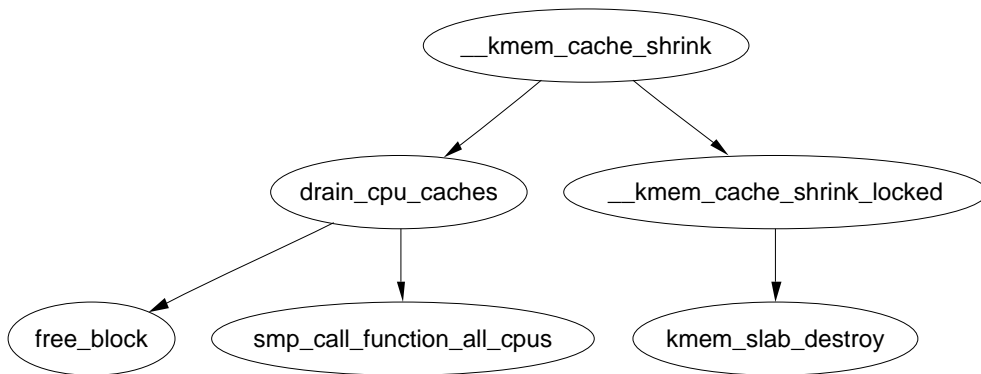 __kmem_cache_shrink
drain_cpu_caches
__kmem_cache_shrink_locked
free_block
smp_call_function_all_cpus
kmem_slab_destroy